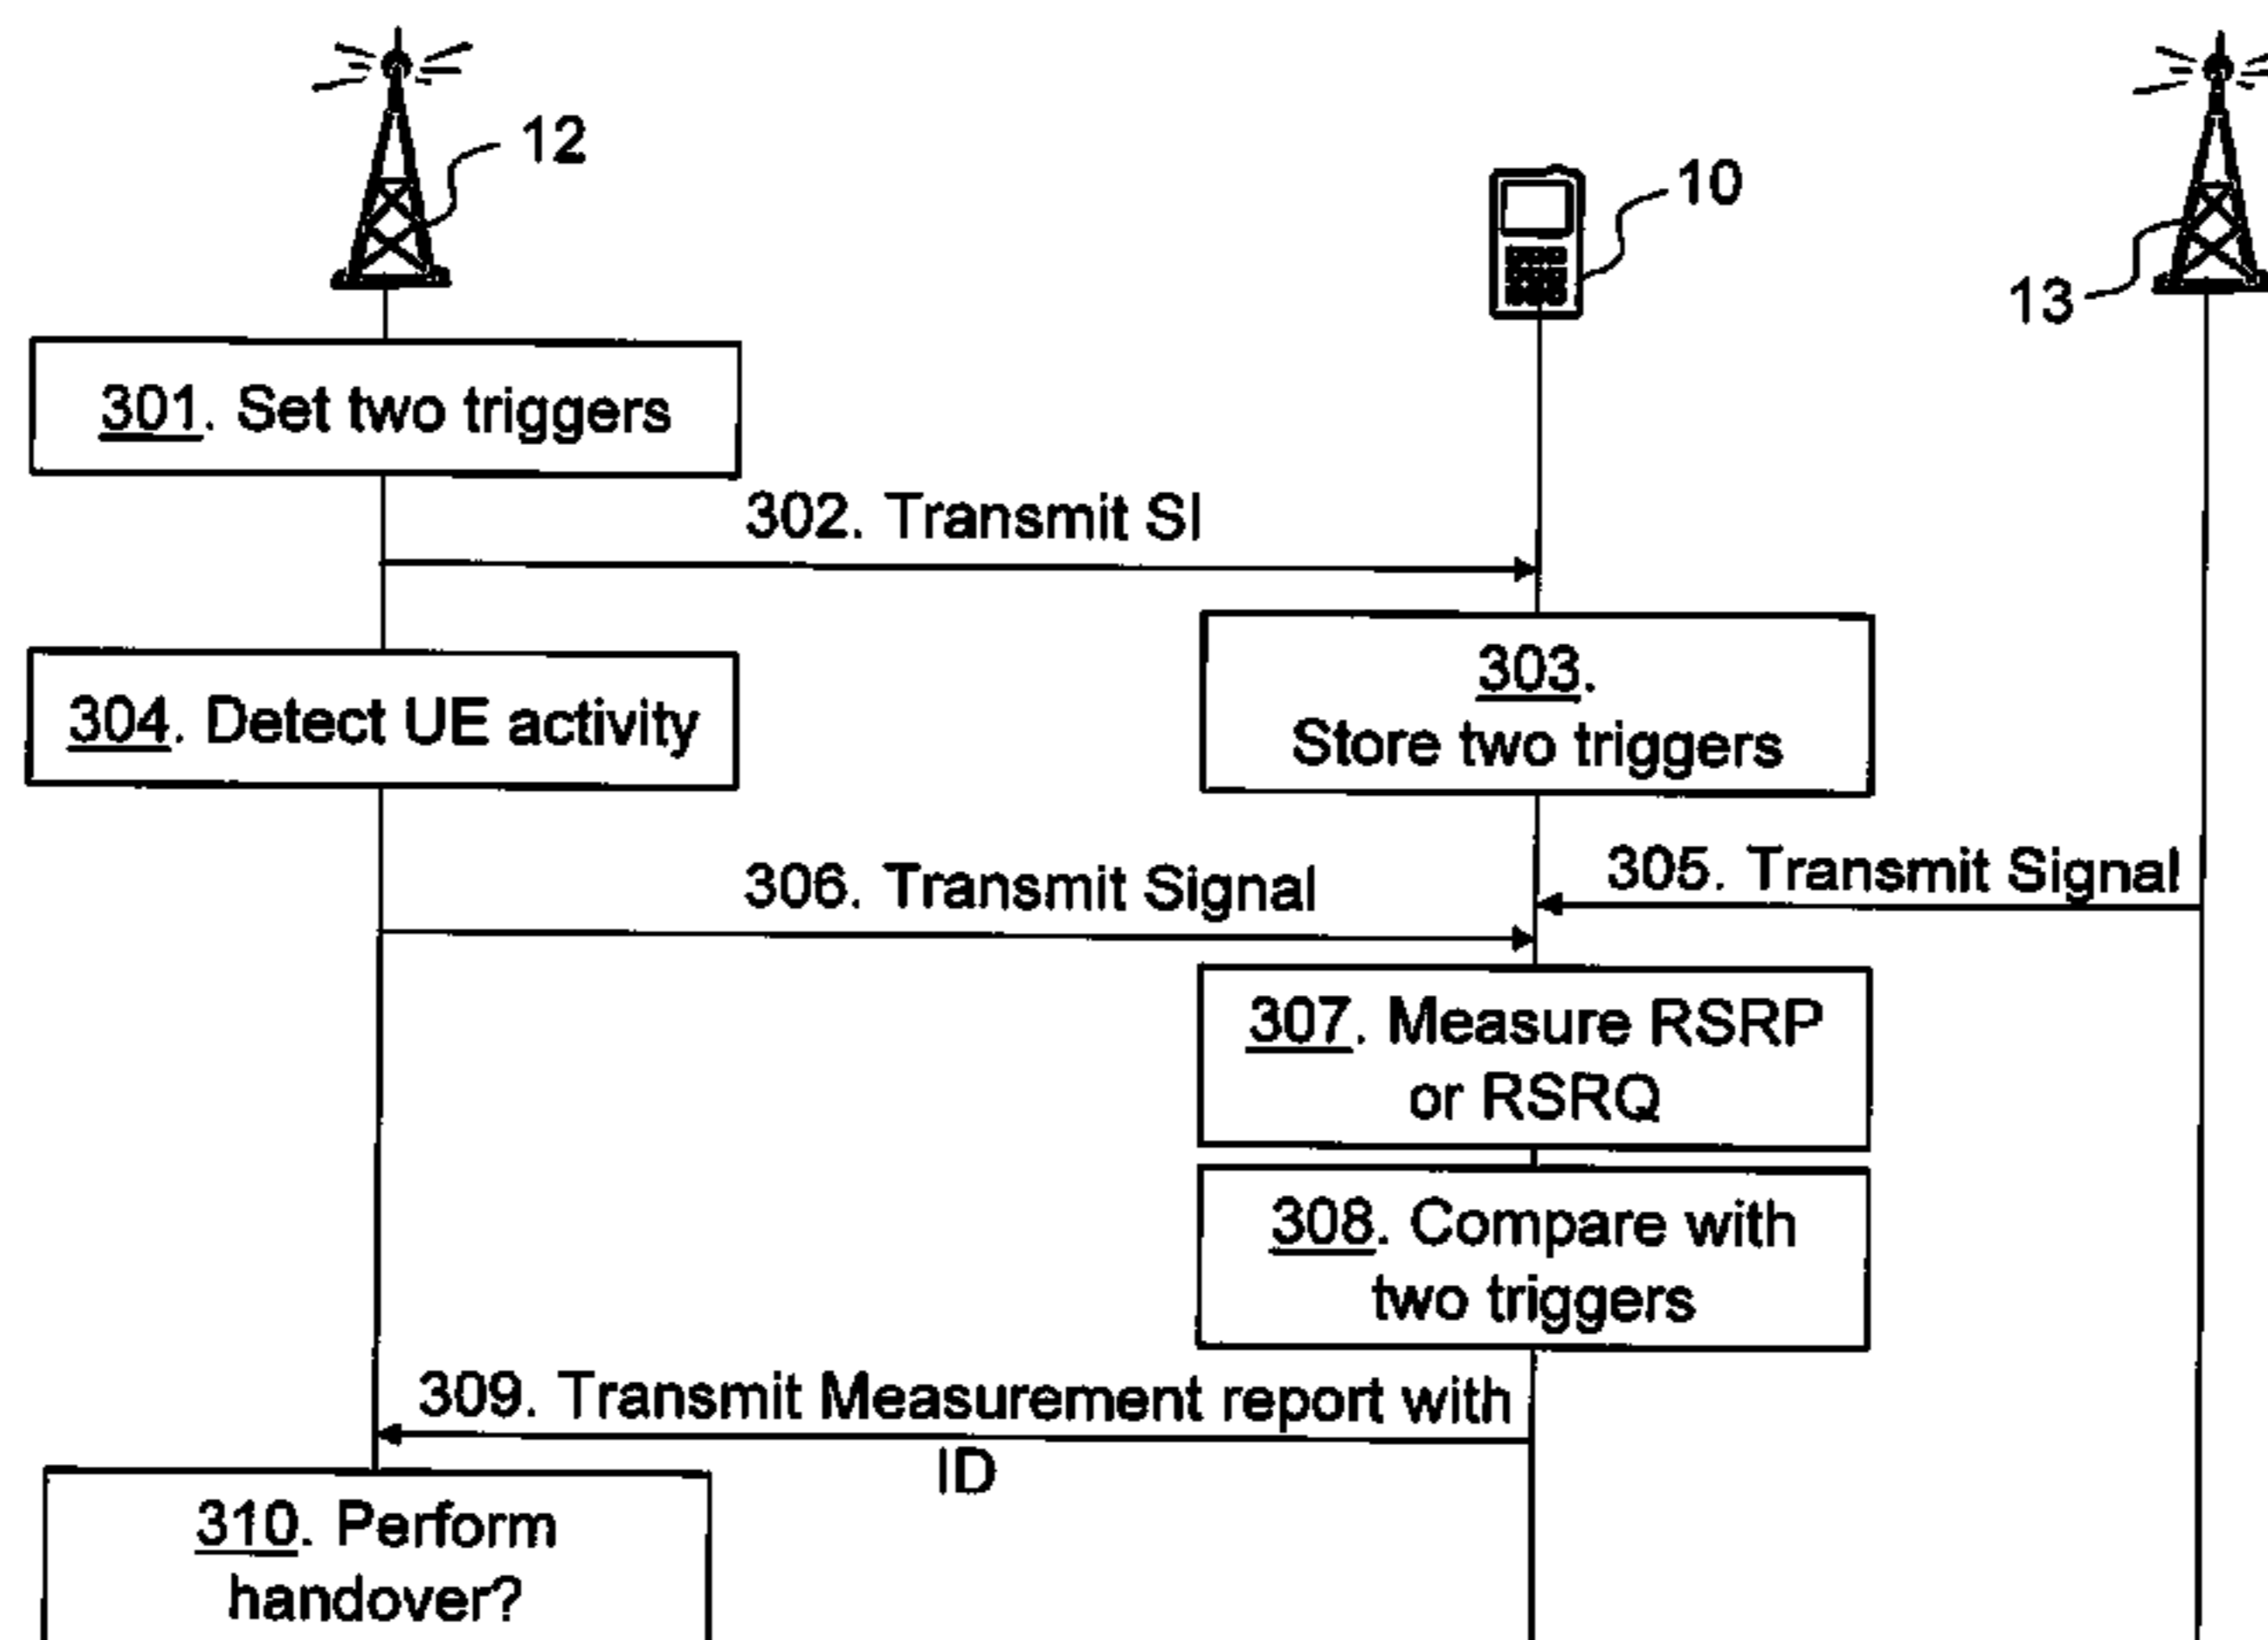 12
10
13
301. Set two triggers
302. Transmit SI
303.
Store two triggers
304. Detect UE activity
305. Transmit Signal
306. Transmit Signal
307. Measure RSRP
or RSRQ
308. Compare with
two triggers
309. Transmit Measurement report with
ID
310. Perform
handover?